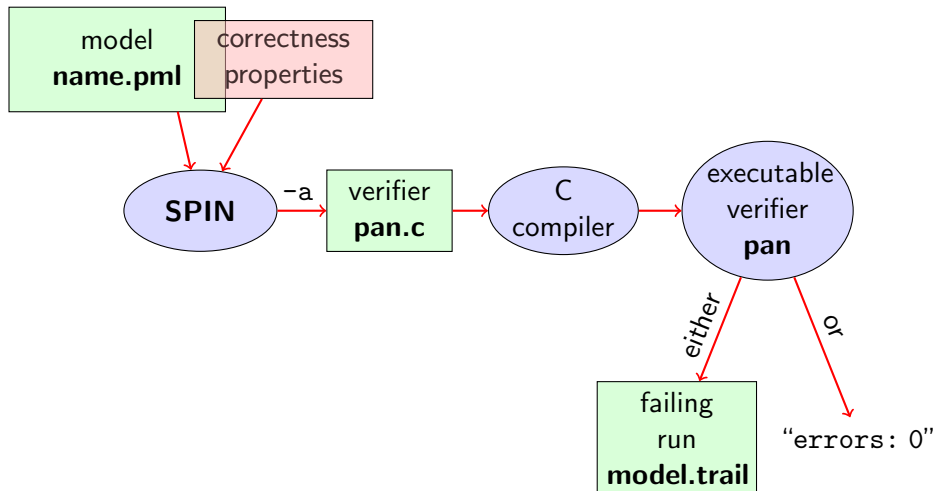 model
name.pml
correctness
properties
SPIN
-a
verifier
pan.c
C
compiler
executable
verifier
pan
either
or
failing
run
model.trail
“errors: 0”